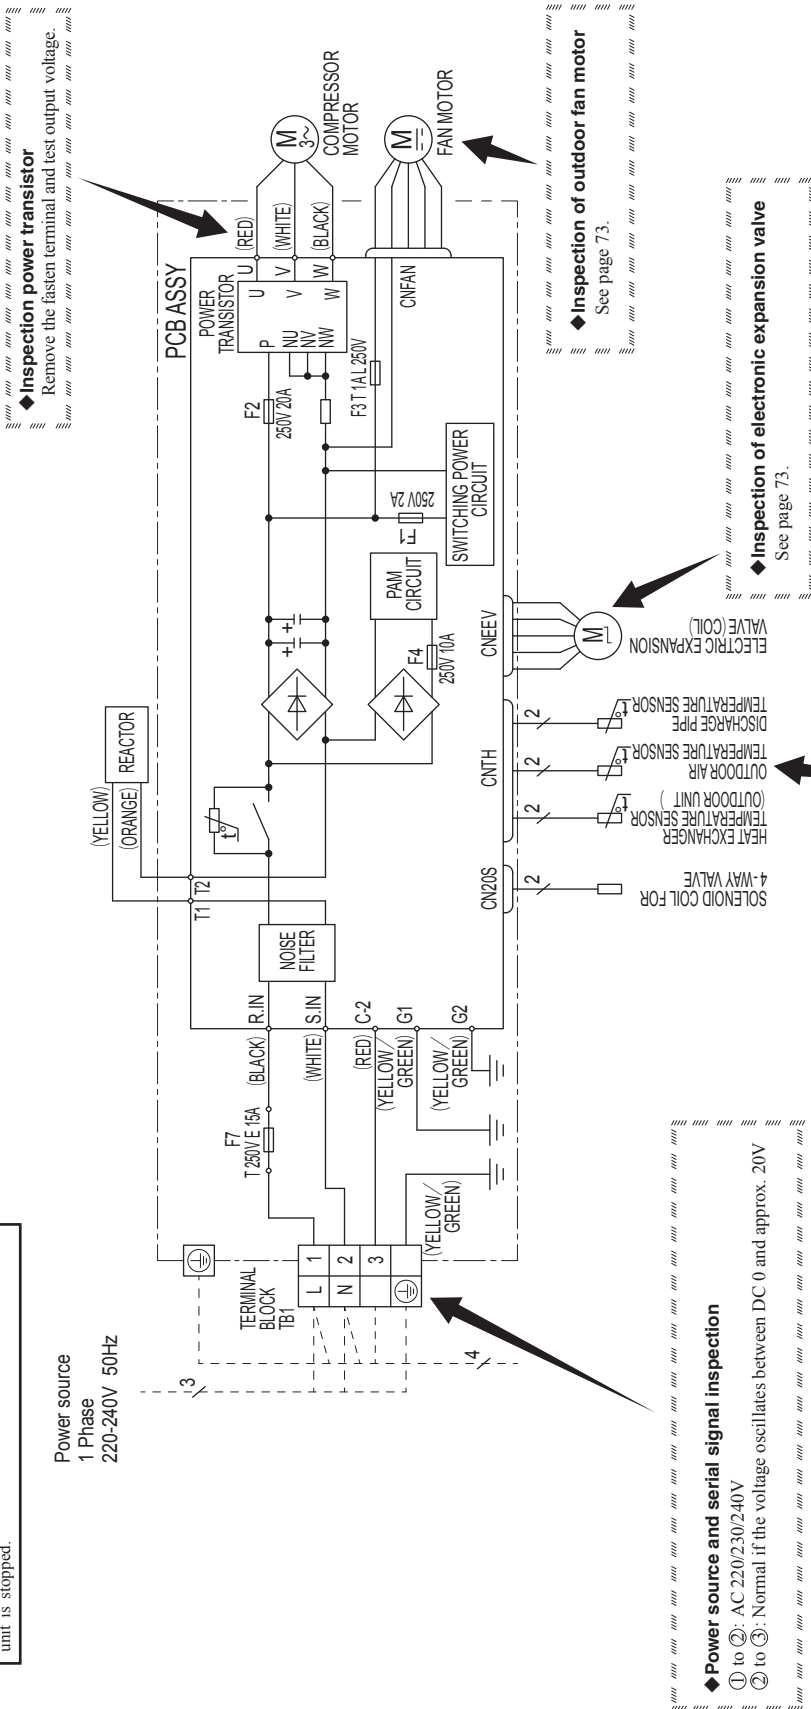 unit is stopped.
Power source
1 Phase
220-240V 50Hz
3
4
TERMINAL
BLOCK
TB1
L
N
1
2
3
(YELLOW/
GREEN)
F7
T 250V E 15A
(BLACK)
(WHITE)
(RED)
(YELLOW/
GREEN)
(YELLOW/
GREEN)
R.IN
S.IN
C-2
G1
G2
NOISE
FILTER
T1
T2
(YELLOW)
(ORANGE)
REACTOR
t°
+
+
F4
250V 10A
PAM
CIRCUIT
F1
250V 2A
SWITCHING POWER
CIRCUIT
F2
250V 20A
F3 T 1A L 250V
PCB ASSY
POWER
TRANSISTOR
P
NU
NV
NW
U
V
W
U
V
W
(RED)
(WHITE)
(BLACK)
M
3~
COMPRESSOR
MOTOR
CNFAN
M
FAN MOTOR
CN20S
CNTH
CNEEV
2
2
2
2
SOLENOID COIL FOR
4-WAY VALVE
t°
HEAT EXCHANGER
TEMPERATURE SENSOR
(OUTDOOR UNIT)
t°
OUTDOOR AIR
TEMPERATURE SENSOR
t°
DISCHARGE PIPE
TEMPERATURE SENSOR
M
ELECTRIC EXPANSION
VALVE (COIL)
◆Inspection power transistor
Remove the fasten terminal and test output voltage.
◆Inspection of outdoor fan motor
See page 73.
◆Inspection of electronic expansion valve
See page 73.
◆Power source and serial signal inspection
① to ②: AC 220/230/240V
② to ③: Normal if the voltage oscillates between DC 0 and approx. 20V